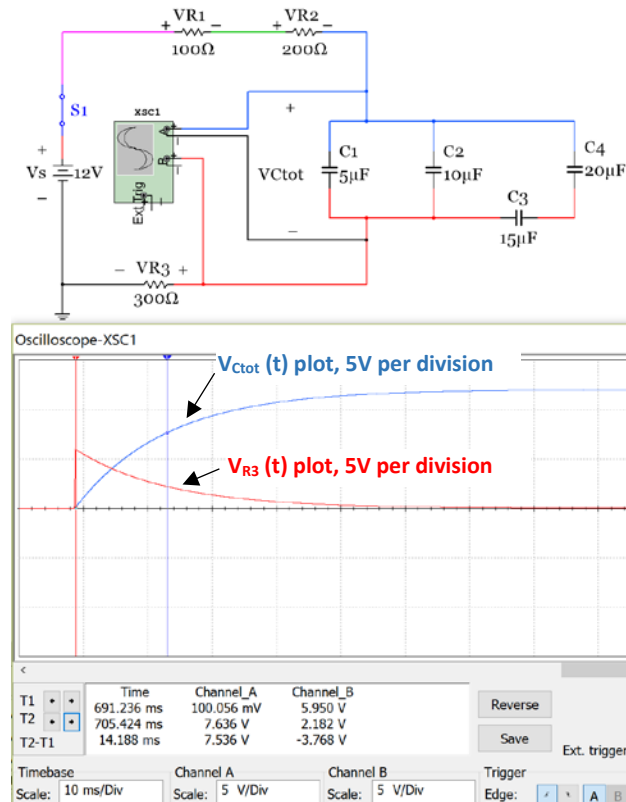 VR1 VR2
+ − + −
100Ω 200Ω
S1
xsc1
+
Vs 12V
−
A
B
Ext Trig
+
VCtot
−
C1
5µF
C2
10µF
C4
20µF
C3
15µF
− VR3 +
300Ω
Oscilloscope-XSC1
VCtot (t) plot, 5V per division
VR3 (t) plot, 5V per division
<
Time Channel_A Channel_B
T1 691.236 ms 100.056 mV 5.950 V
T2 705.424 ms 7.636 V 2.182 V
T2-T1 14.188 ms 7.536 V -3.768 V
Reverse
Save
Ext. trigger
Timebase Channel A Channel B Trigger
Scale: 10 ms/Div Scale: 5 V/Div Scale: 5 V/Div Edge: A B